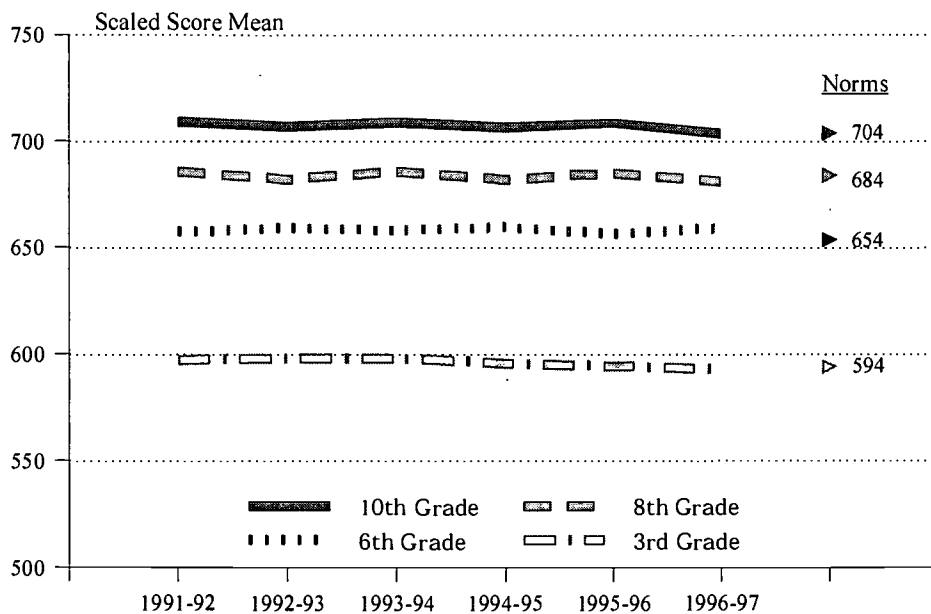 Scaled Score Mean
750
Norms
704
700
684
650
654
600
594
550
10th Grade
8th Grade
6th Grade
3rd Grade
500
1991-92
1992-93
1993-94
1994-95
1995-96
1996-97